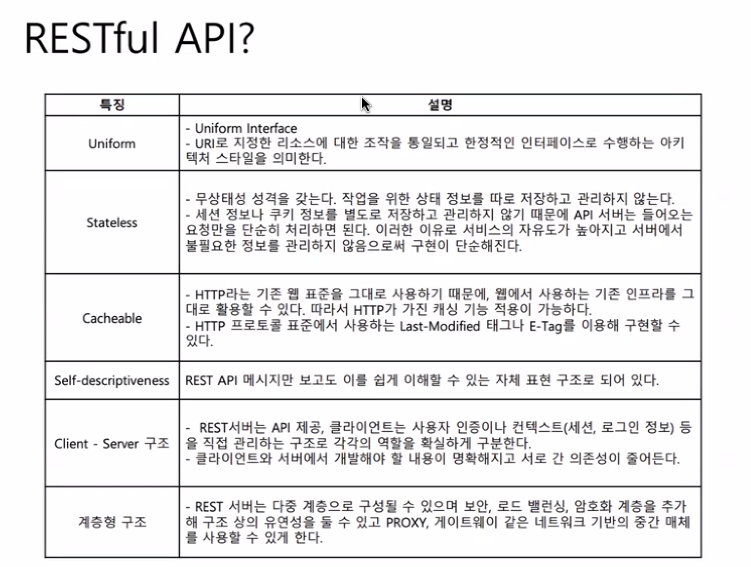 RESTful API?
특징 설명
Uniform
- Uniform Interface
- URI로 지정한 리소스에 대한 조작을 통일되고 한정적인 인터페이스로 수행하는 아키
텍처 스타일을 의미한다.
Stateless
- 무상태성 성격을 갖는다. 작업을 위한 상태 정보를 따로 저장하고 관리하지 않는다.
- 세션 정보나 쿠키 정보를 별도로 저장하고 관리하지 않기 때문에 API 서버는 들어오는
요청만을 단순히 처리하면 된다. 이러한 이유로 서비스의 자유도가 높아지고 서버에서
불필요한 정보를 관리하지 않음으로써 구현이 단순해진다.
Cacheable
- HTTP라는 기존 웹 표준을 그대로 사용하기 때문에, 웹에서 사용하는 기존 인프라를 그
대로 활용할 수 있다. 따라서 HTTP가 가진 캐싱 기능 적용이 가능하다.
- HTTP 프로토콜 표준에서 사용하는 Last-Modified 태그나 E-Tag를 이용해 구현할 수
있다.
Self-descriptiveness
REST API 메시지만 보고도 이를 쉽게 이해할 수 있는 자체 표현 구조로 되어 있다.
Client - Server 구조
- REST서버는 API 제공, 클라이언트는 사용자 인증이나 컨텍스트(세션, 로그인 정보) 등
을 직접 관리하는 구조로 각각의 역할을 확실하게 구분한다.
- 클라이언트와 서버에서 개발해야 할 내용이 명확해지고 서로 간 의존성이 줄어든다.
계층형 구조
- REST 서버는 다중 계층으로 구성될 수 있으며 보안, 로드 밸런싱, 암호화 계층을 추가
해 구조 상의 유연성을 둘 수 있고 PROXY, 게이트웨이 같은 네트워크 기반의 중간 매체
를 사용할 수 있게 한다.